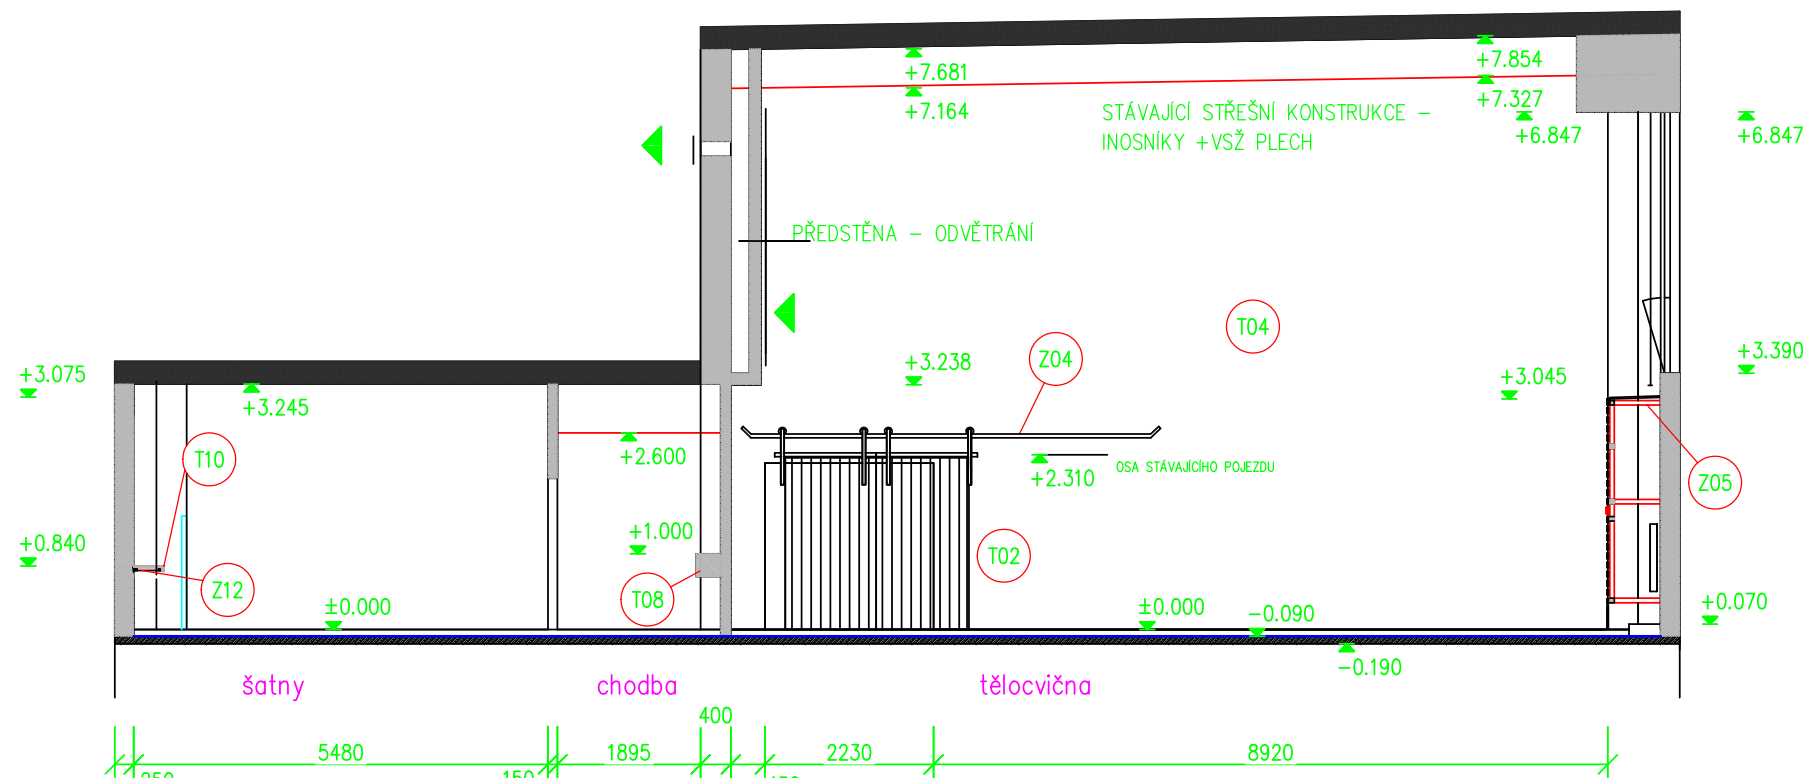 +7.681
+7.854
+7.164
+7.327
STÁVAJÍCÍ STŘEŠNÍ KONSTRUKCE –
INOSNÍKY +VSŽ PLECH
+6.847
+6.847
PŘEDSTĚNA – ODVĚTRÁNÍ
T04
+3.075
+3.245
+3.238
Z04
+3.045
+3.390
T10
+2.600
+2.310
OSA STÁVAJÍCÍHO POJEZDU
Z05
+0.840
+1.000
T02
Z12
T08
±0.000
±0.000
-0.090
+0.070
-0.190
šatny
chodba
tělocvična
400
5480
1895
2230
8920